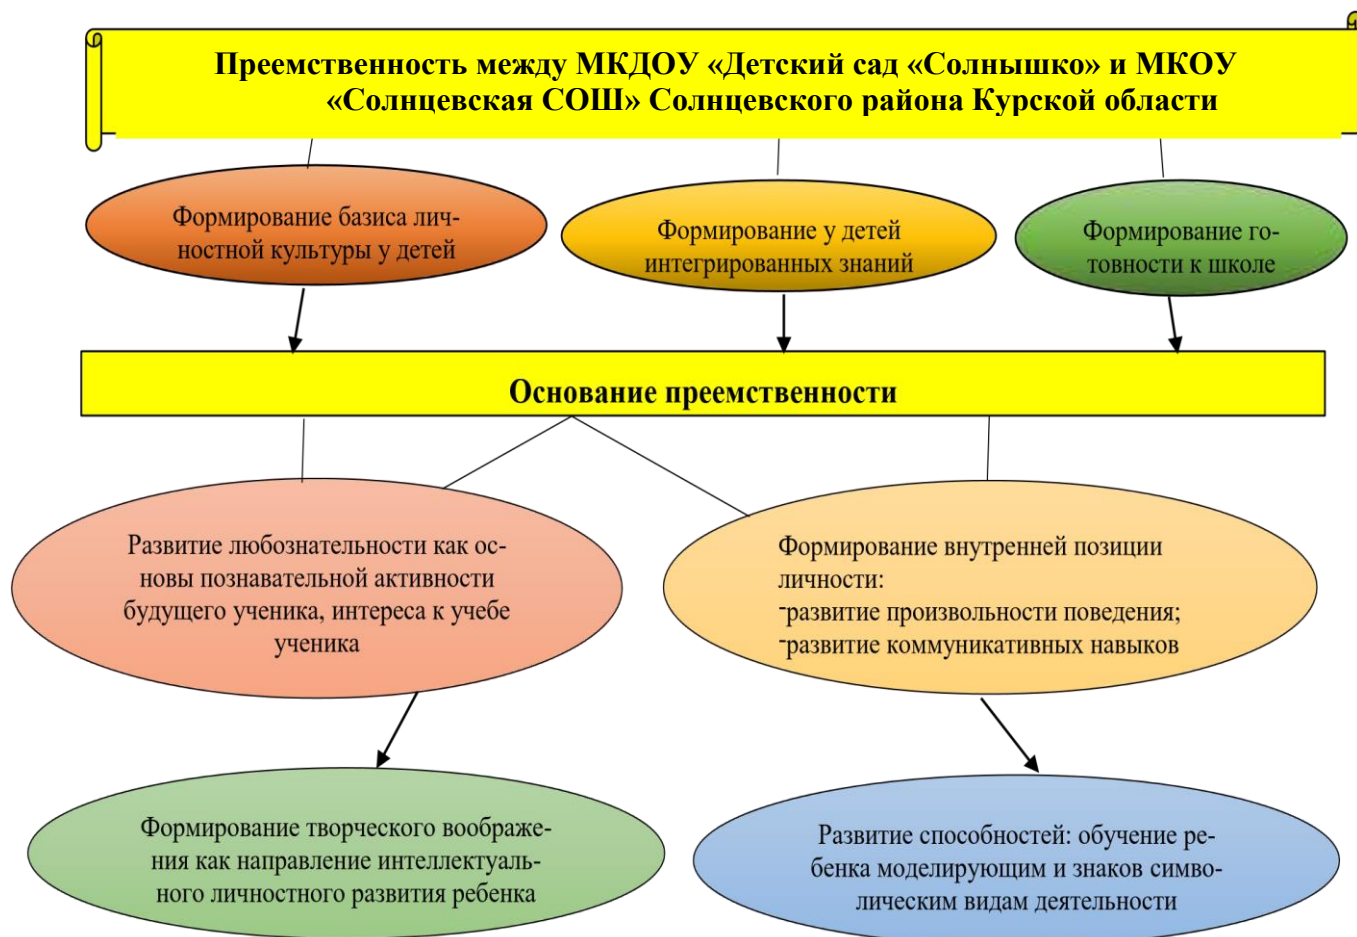 Преемственность между МКДОУ «Детский сад «Солнышко» и МКОУ
«Солнцевская СОШ» Солнцевского района Курской области
Формирование базиса лич-
ностной культуры у детей
Формирование у детей
интегрированных знаний
Формирование го-
товности к школе
Основание преемственности
Развитие любознательности как ос-
новы познавательной активности
будущего ученика, интереса к учебе
ученика
Формирование внутренней позиции
личности:
-развитие произвольности поведения;
-развитие коммуникативных навыков
Формирование творческого воображе-
ния как направление интеллектуаль-
ного личностного развития ребенка
Развитие способностей: обучение ре-
бенка моделирующим и знаков симво-
лическим видам деятельности